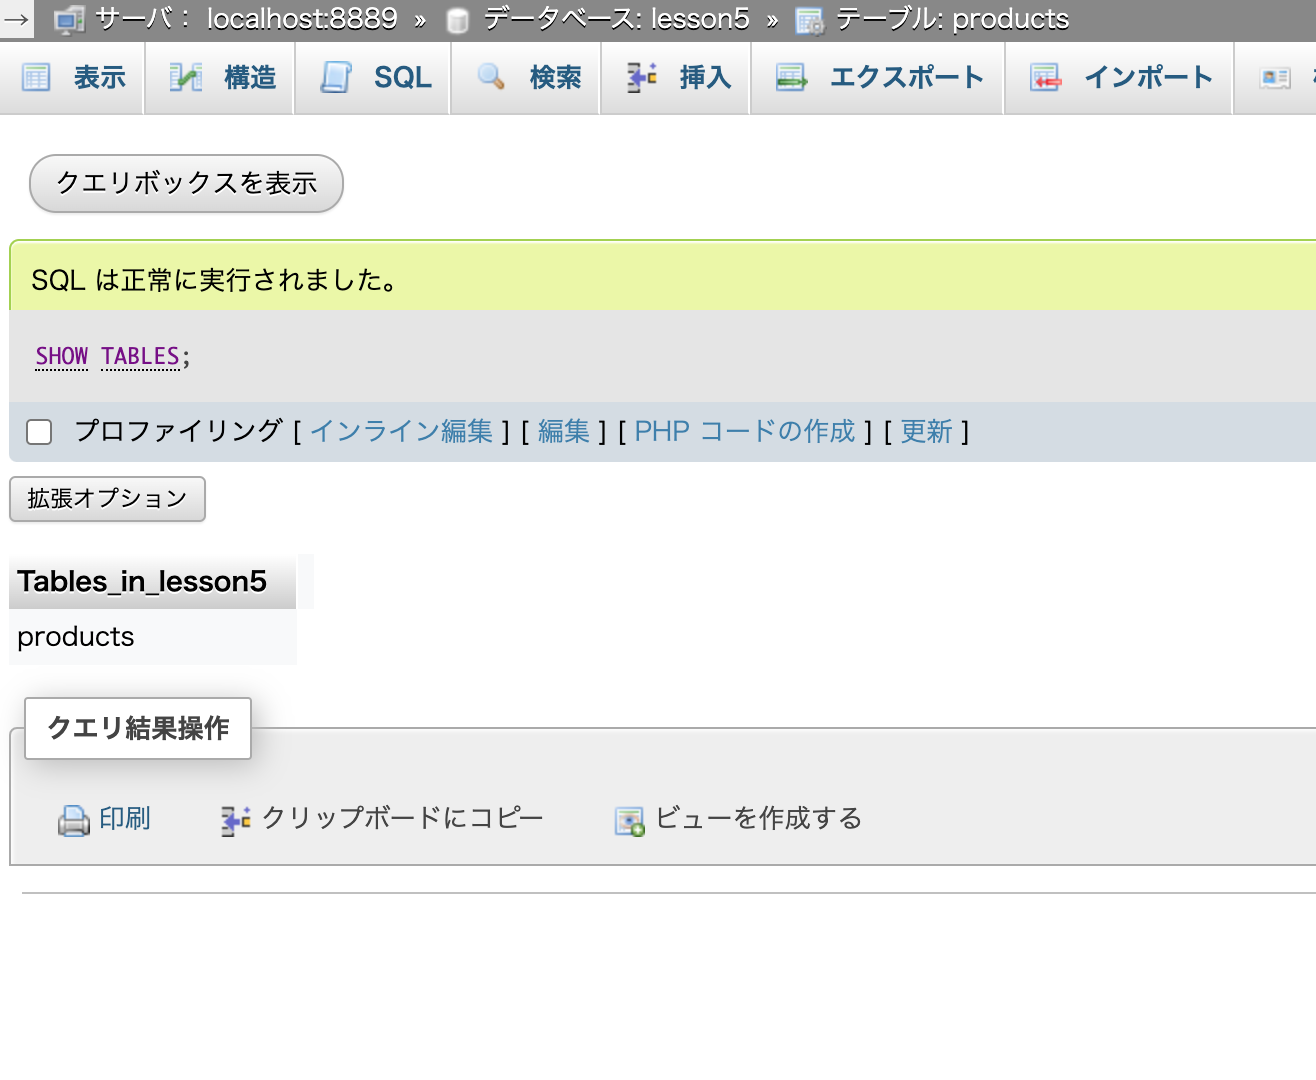 → サーバ： localhost:8889 » データベース: lesson5 » テーブル: products
表示 構造 SQL 検索 挿入 エクスポート インポート
クエリボックスを表示
SQL は正常に実行されました。
SHOW TABLES;
プロファイリング [ インライン編集 ] [ 編集 ] [ PHP コードの作成 ] [ 更新 ]
拡張オプション
Tables_in_lesson5
products
クエリ結果操作
印刷 クリップボードにコピー ビューを作成する